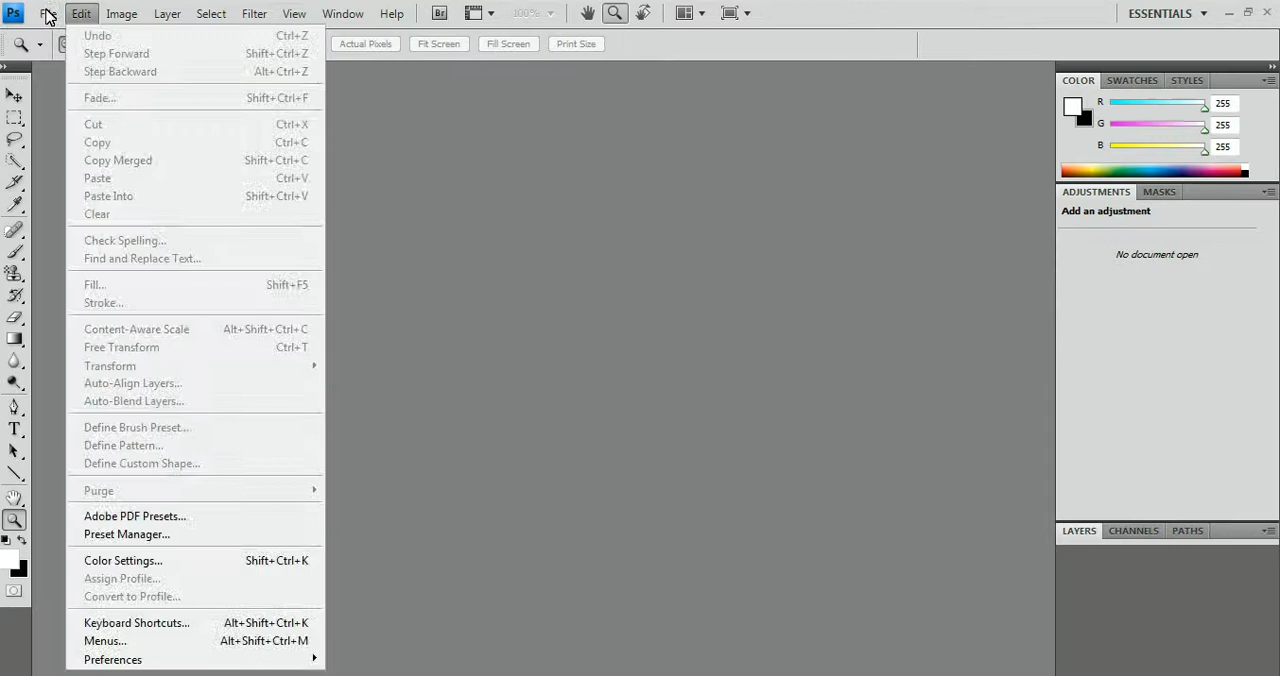 Ps Edit Image Layer Select Filter View Window Help Br 100% ESSENTIALS
Actual Pixels Fit Screen Fill Screen Print Size
Undo Ctrl+Z
Step Forward Shift+Ctrl+Z
Step Backward Alt+Ctrl+Z
Fade... Shift+Ctrl+F
Cut Ctrl+X
Copy Ctrl+C
Copy Merged Shift+Ctrl+C
Paste Ctrl+V
Paste Into Shift+Ctrl+V
Clear
Check Spelling...
Find and Replace Text...
Fill... Shift+F5
Stroke...
Content-Aware Scale Alt+Shift+Ctrl+C
Free Transform Ctrl+T
Transform
Auto-Align Layers...
Auto-Blend Layers...
Define Brush Preset...
Define Pattern...
Define Custom Shape...
Purge
Adobe PDF Presets...
Preset Manager...
Color Settings... Shift+Ctrl+K
Assign Profile...
Convert to Profile...
Keyboard Shortcuts... Alt+Shift+Ctrl+K
Menus... Alt+Shift+Ctrl+M
Preferences
COLOR SWATCHES STYLES
R 255
G 255
B 255
ADJUSTMENTS MASKS
Add an adjustment
No document open
LAYERS CHANNELS PATHS